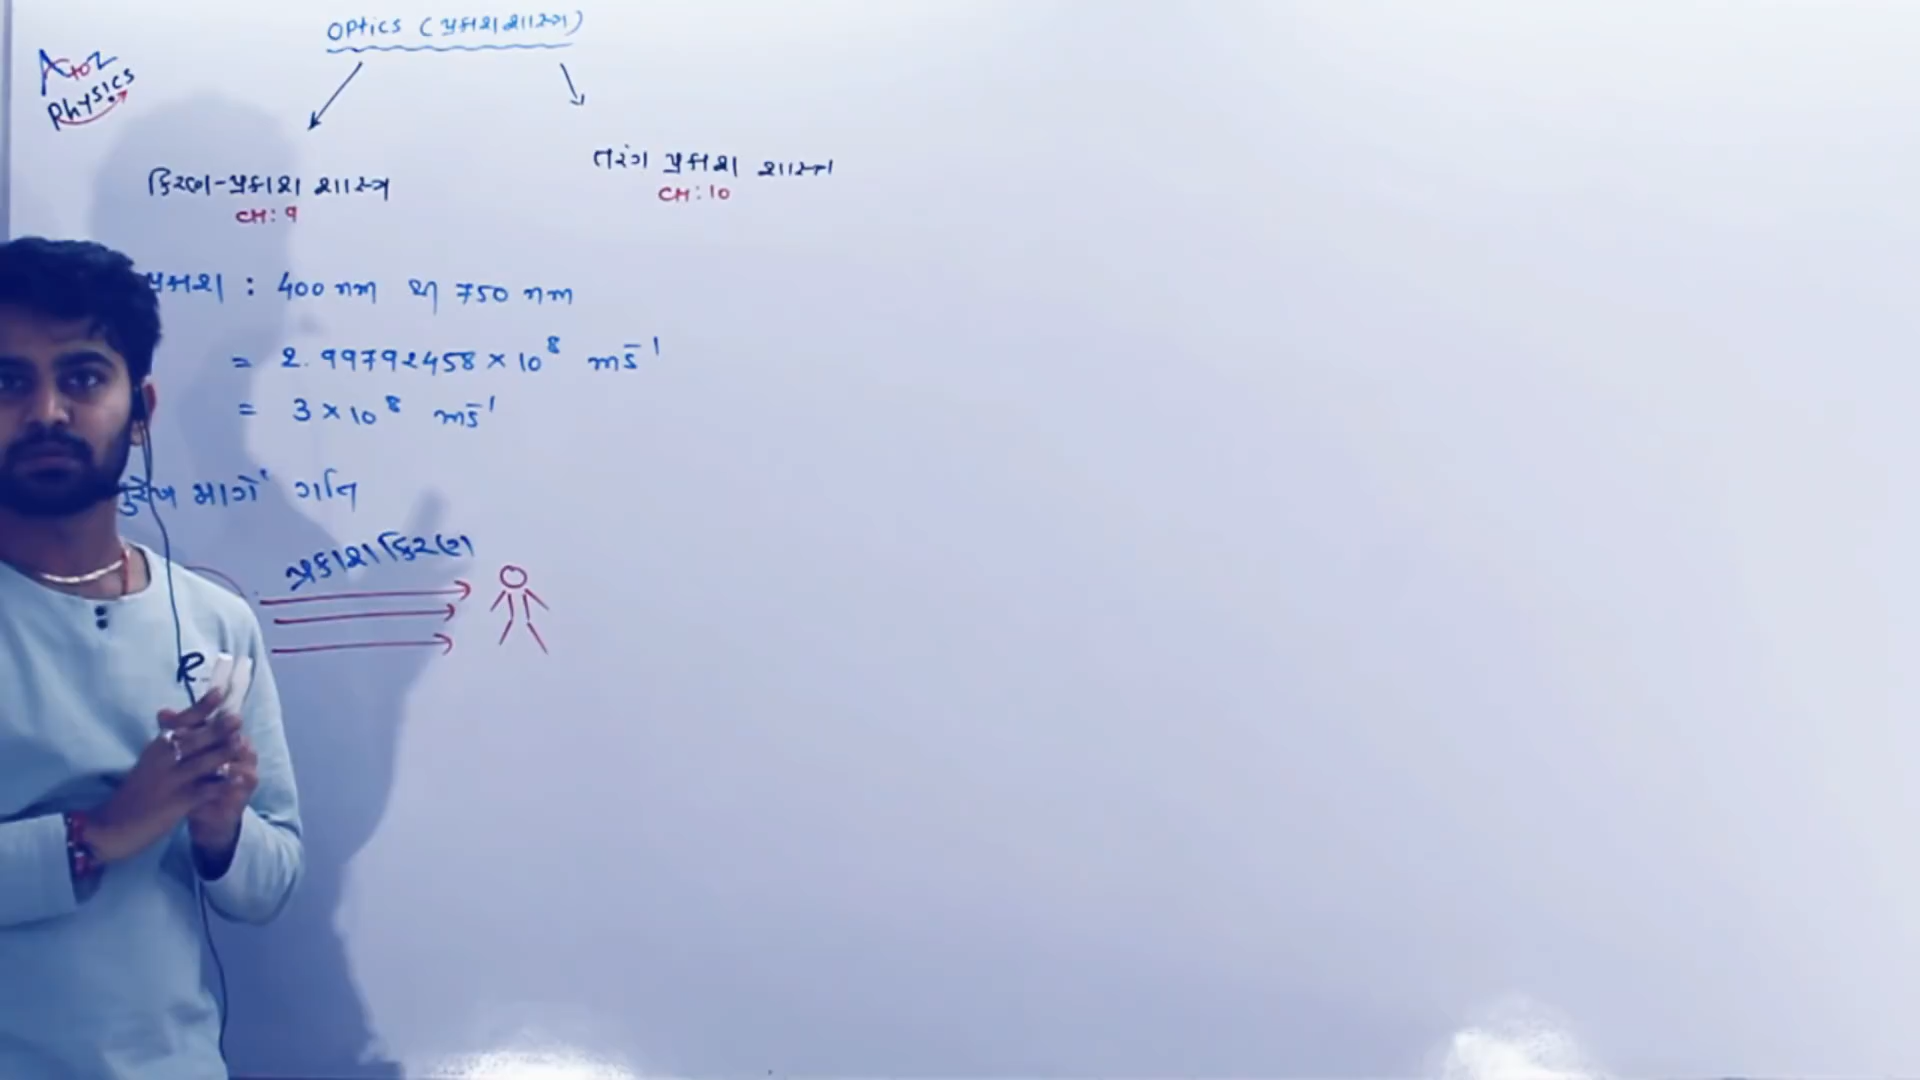 Optics (પ્રકાશશાસ્ત્ર)
A to Z
Physics
કિરણ-પ્રકાશ શાસ્ત્ર
CH: 9
તરંગ પ્રકાશ શાસ્ત્ર
CH: 10
પ્રકાશ : 400 nm થી 750 nm
= 2.99792458 × 10⁸ ms⁻¹
= 3 × 10⁸ ms⁻¹
માર્ગે ગતિ
પ્રકાશકિરણ